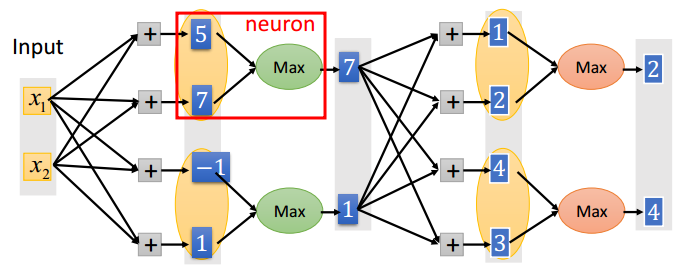 neuron
Input
+ 5 + 1
Max 7 Max 2
x1 + 7 + 2
x2 + −1 + 4
Max 1 Max 4
+ 1 + 3